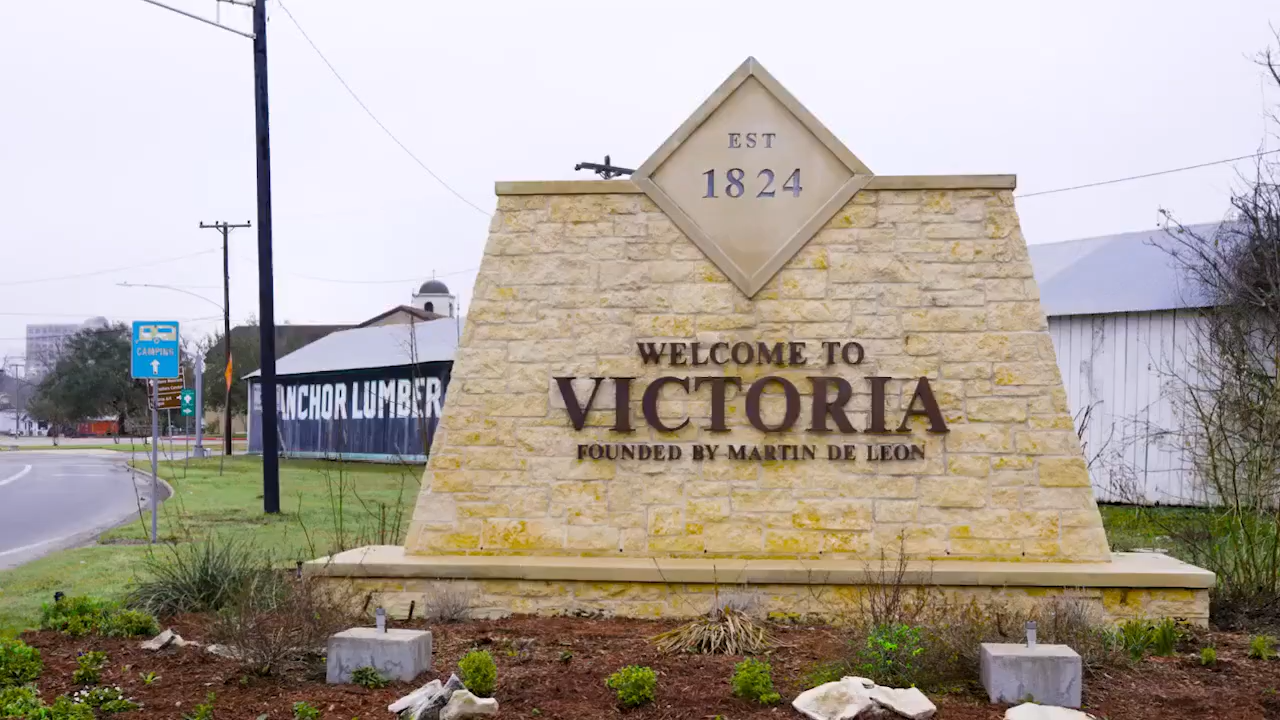 EST
1824
WELCOME TO
VICTORIA
FOUNDED BY MARTIN DE LEON
ANCHOR LUMBER
CAMPING